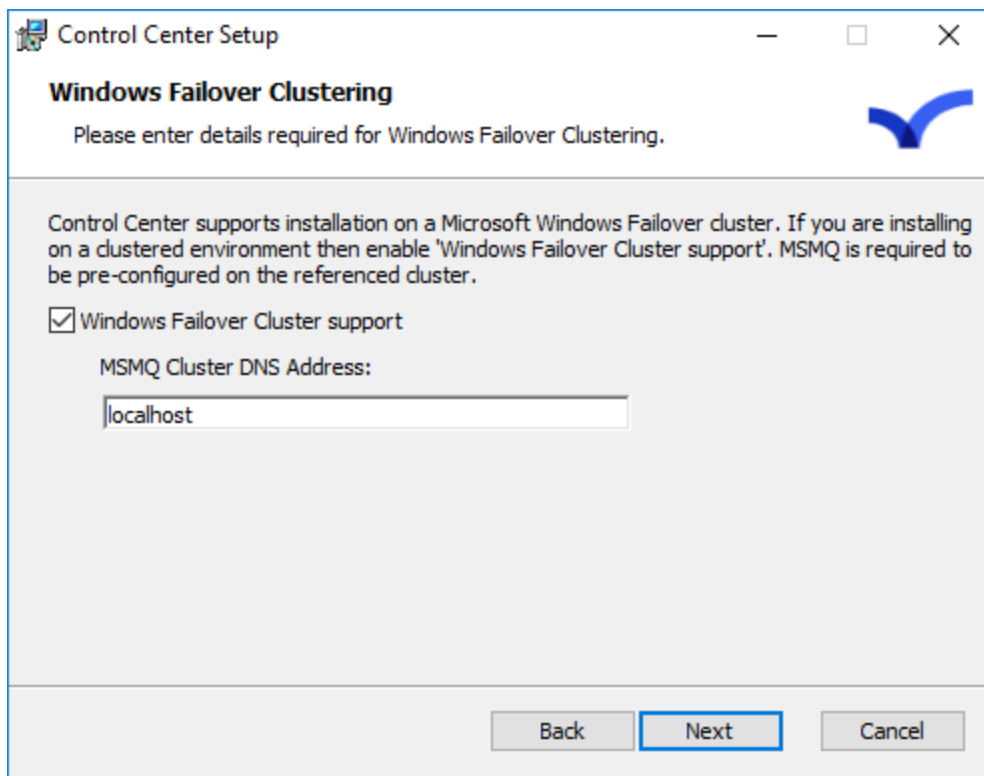 Control Center Setup
Windows Failover Clustering
Please enter details required for Windows Failover Clustering.
Control Center supports installation on a Microsoft Windows Failover cluster. If you are installing
on a clustered environment then enable 'Windows Failover Cluster support'. MSMQ is required to
be pre-configured on the referenced cluster.
Windows Failover Cluster support
MSMQ Cluster DNS Address:
localhost
Back Next Cancel